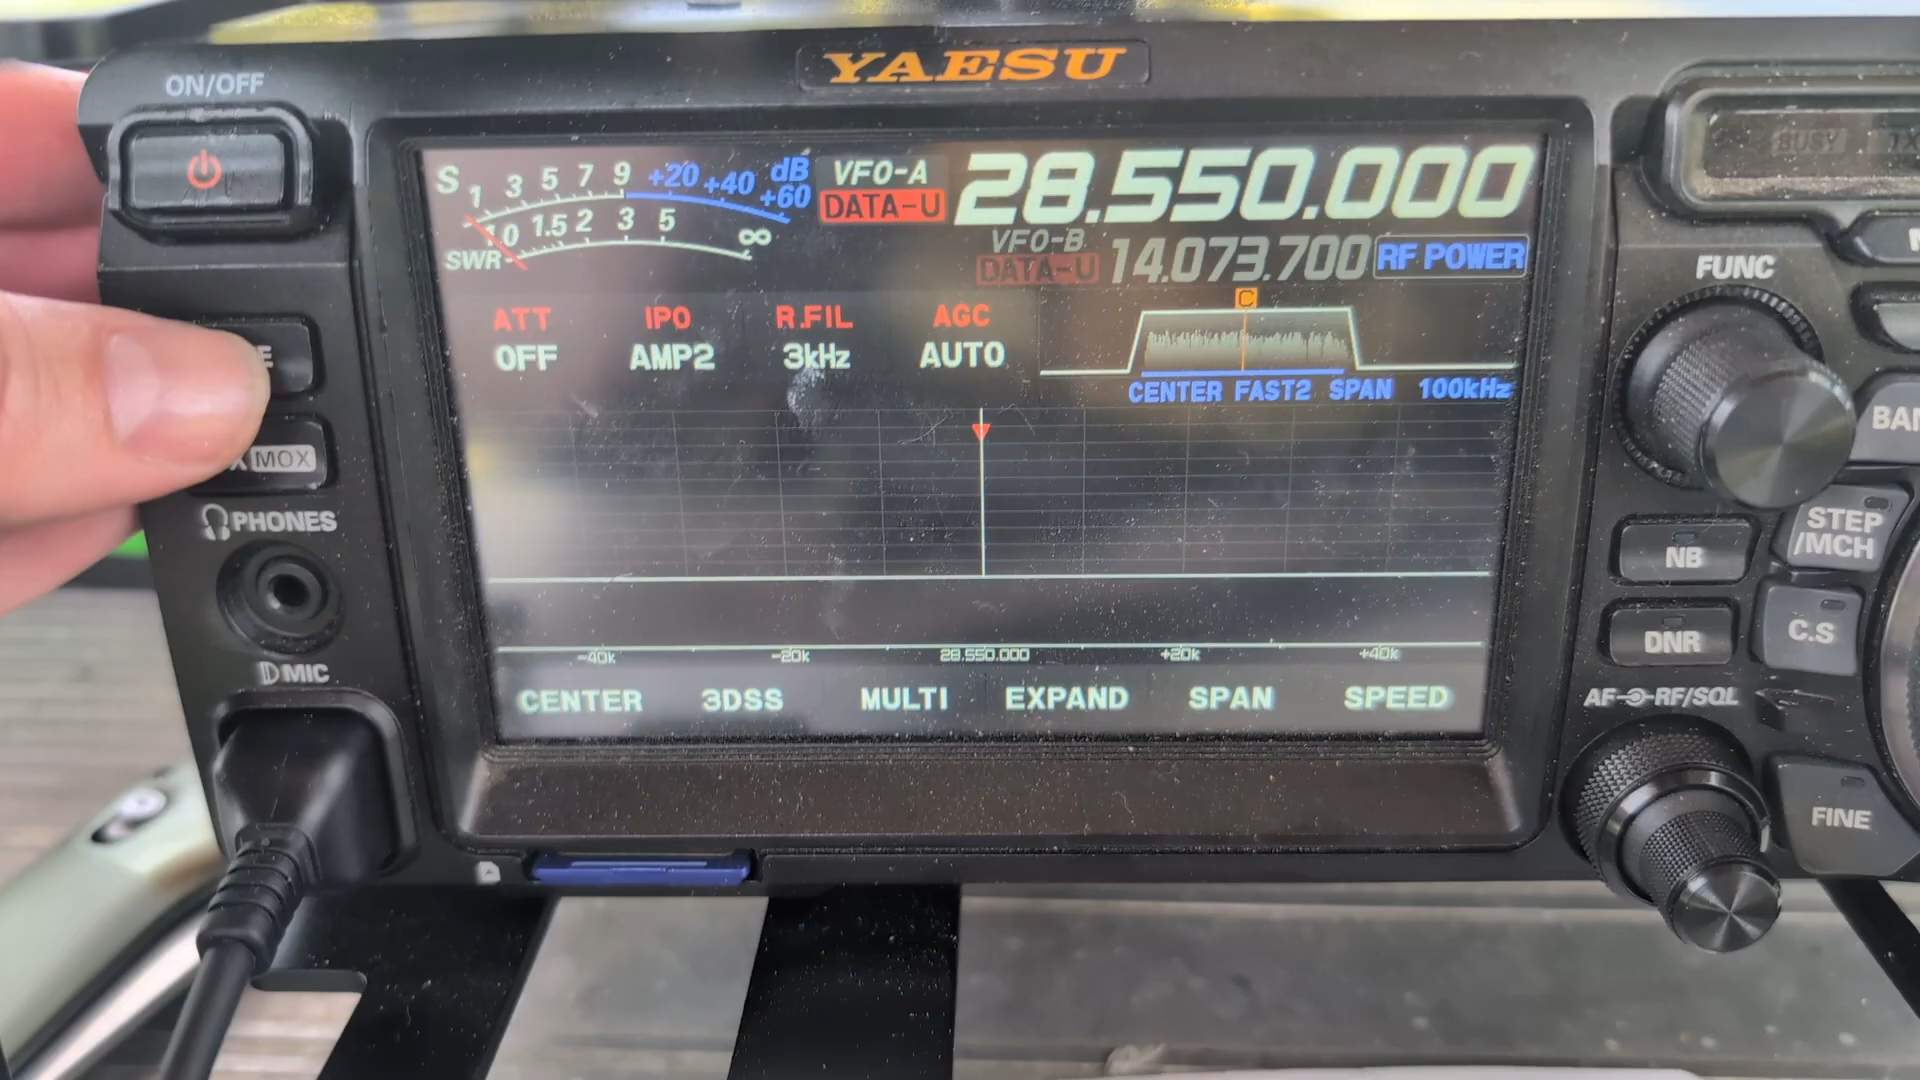 YAESU
ON/OFF
S 1 3 5 7 9 +20 +40 +60 dB
1.0 1.5 2 3 5 ∞
SWR
VFO-A
DATA-U
28.550.000
VFO-B
DATA-U
14.073.700
RF POWER
ATT IPO R.FIL AGC
OFF AMP2 3kHz AUTO
C
CENTER FAST2 SPAN 100kHz
-40k -20k 28.550.000 +20k +40k
CENTER 3DSS MULTI EXPAND SPAN SPEED
MOX
PHONES
MIC
BUSY
FUNC
STEP
/MCH
NB
DNR
C.S
AF RF/SQL
FINE